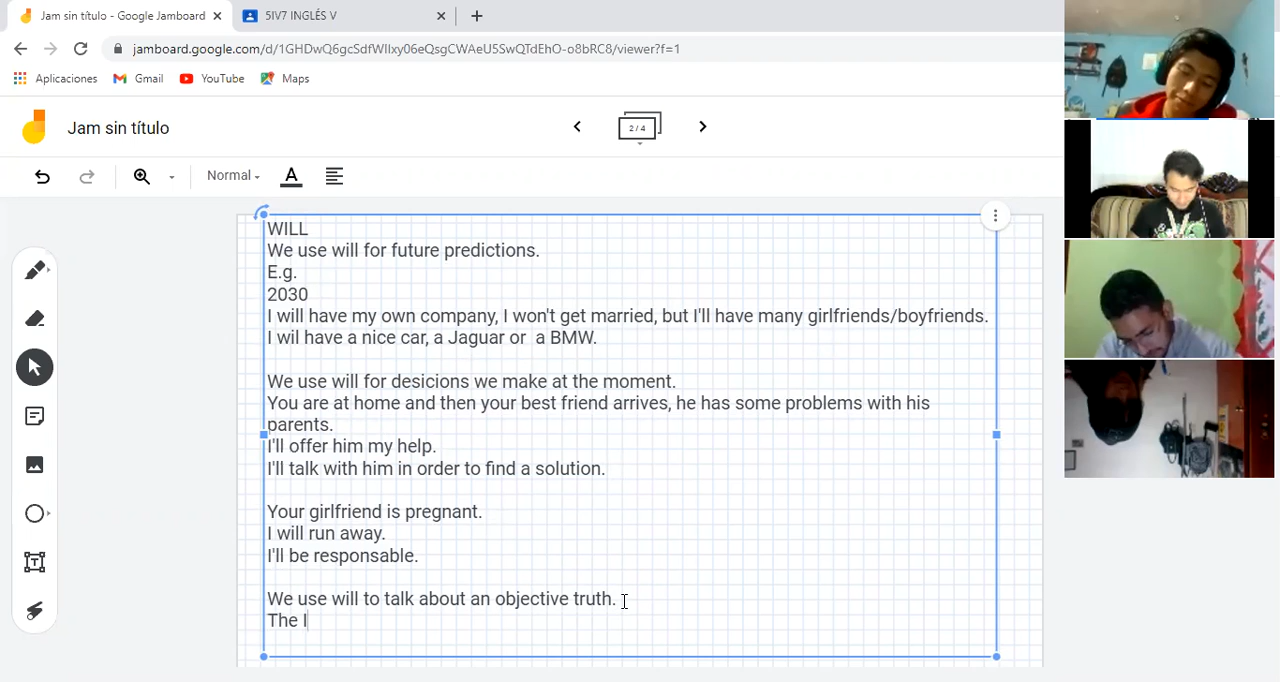 Jam sin título - Google Jamboard
5IV7 INGLÉS V
jamboard.google.com/d/1GHDwQ6gcSdfWIIxy06eQsgCWAeU5SwQTdEhO-o8bRC8/viewer?f=1
Aplicaciones
Gmail
YouTube
Maps
Jam sin título
2 / 4
Normal
WILL
We use will for future predictions.
E.g.
2030
I will have my own company, I won't get married, but I'll have many girlfriends/boyfriends.
I wil have a nice car, a Jaguar or a BMW.
We use will for desicions we make at the moment.
You are at home and then your best friend arrives, he has some problems with his
parents.
I'll offer him my help.
I'll talk with him in order to find a solution.
Your girlfriend is pregnant.
I will run away.
I'll be responsable.
We use will to talk about an objective truth.
The I